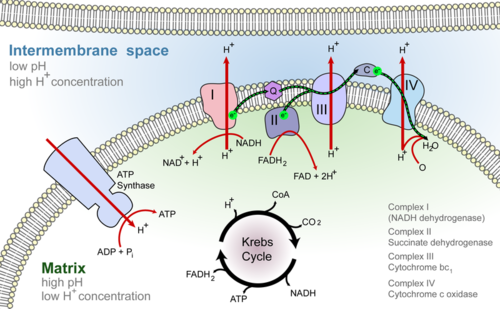 Intermembrane space
low pH
high H+ concentration
H+
H+
H+
I
Q
II
III
C
IV
e-
e-
e-
NADH
NAD+ + H+
H+
FADH2
FAD + 2H+
H+
H+
H2O
O
ATP
Synthase
ATP
H+
ADP + Pi
Matrix
high pH
low H+ concentration
Krebs
Cycle
H+
CoA
CO2
NADH
ATP
FADH2
Complex I
(NADH dehydrogenase)
Complex II
Succinate dehydrogenase
Complex III
Cytochrome bc1
Complex IV
Cytochrome c oxidase